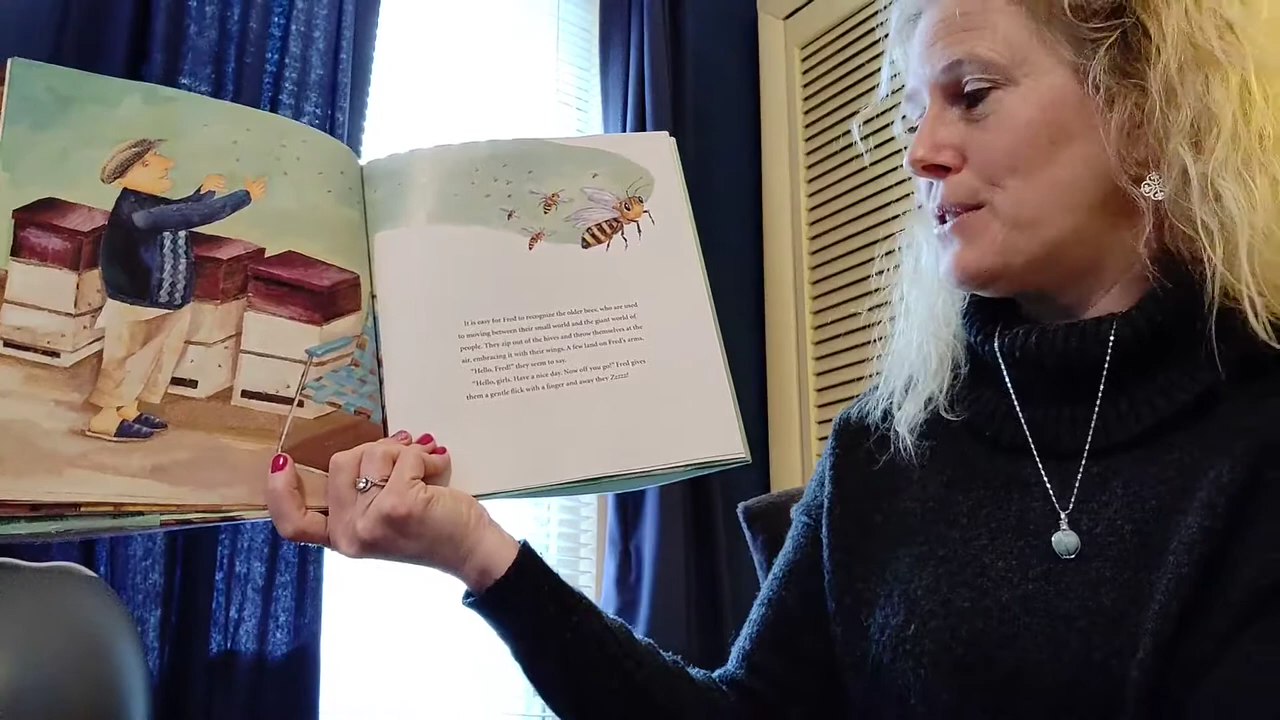 It is easy for Fred to recognize the older bees, who are used
to moving between their small world and the giant world of
people. They zip out of the hives and throw themselves at the
air, embracing it with their wings. A few land on Fred's arms.
"Hello, Fred!" they seem to say.
"Hello, girls. Have a nice day. Now off you go!" Fred gives
them a gentle flick with a finger and away they Zzzzz!